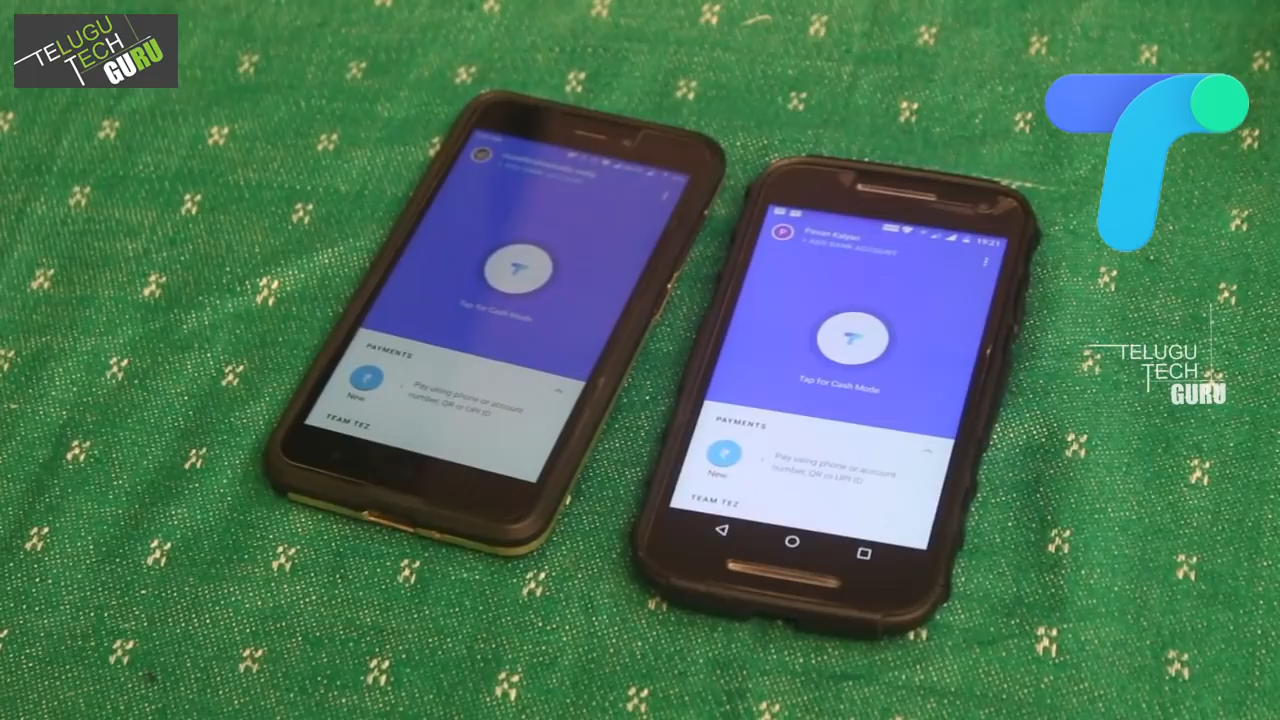 TELUGU
TECH
GURU
Tap for Cash Mode
PAYMENTS
New
Pay using phone or account
number, QR or UPI ID
TEAM TEZ
19:21
P
Pawan Kalyan
+ ADD BANK ACCOUNT
Tap for Cash Mode
PAYMENTS
New
Pay using phone or account
number, QR or UPI ID
TEAM TEZ
TELUGU
TECH
GURU